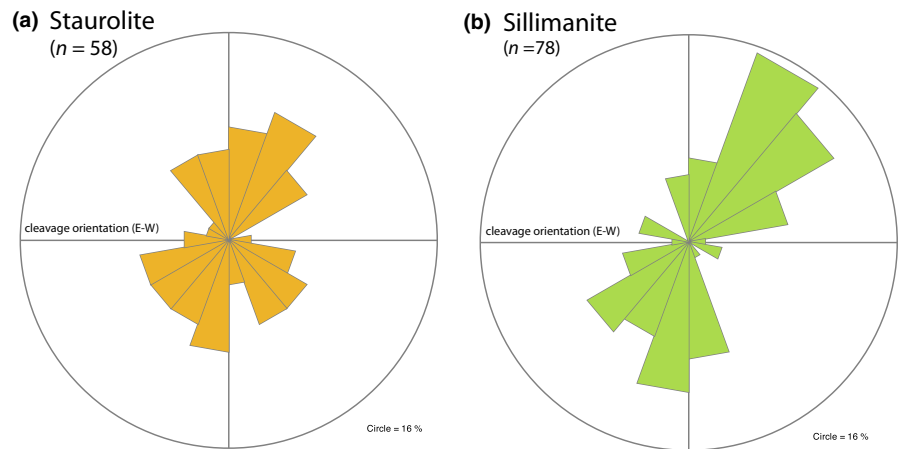 (a) Staurolite
(n = 58)
cleavage orientation (E-W)
Circle = 16 %
(b) Sillimanite
(n =78)
cleavage orientation (E-W)
Circle = 16 %